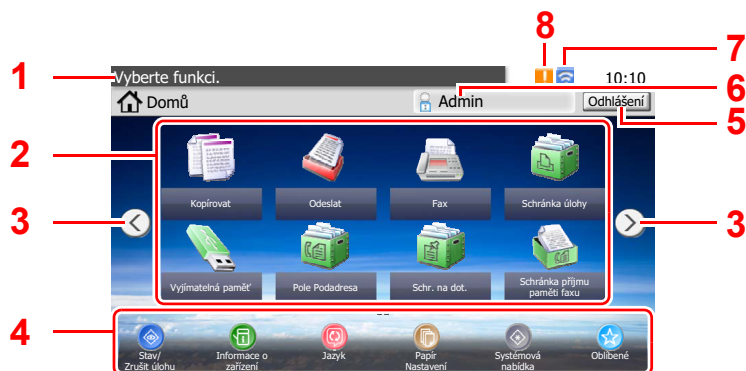 8
7
1 Vyberte funkci. 10:10
6
Domů Admin Odhlášení
5
2
Kopírovat Odeslat Fax Schránka úlohy
3 3
Vyjímatelná paměť Pole Podadresa Schr. na dot. Schránka příjmu
paměti faxu
4
Stav/ Informace o Jazyk Papír Systémová Oblíbené
Zrušit úlohu zařízení Nastavení nabídka